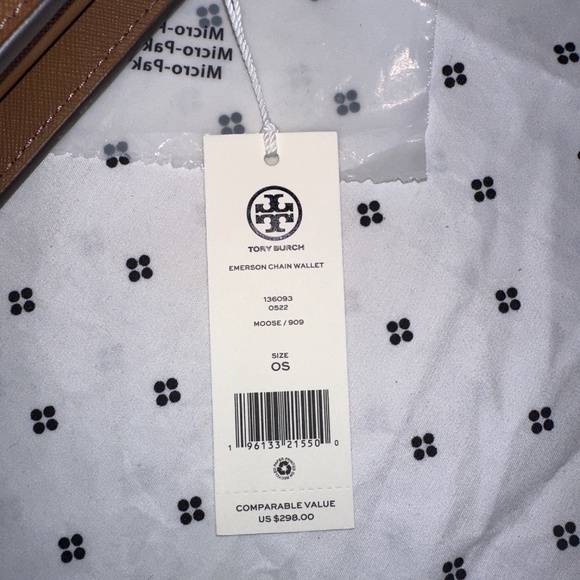 Micro-Pak
Micro-Pak
Micro-Pak
TORY BURCH
EMERSON CHAIN WALLET
136093
0522
MOOSE / 909
SIZE
OS
1 96133 21550 0
COMPARABLE VALUE
US $298.00